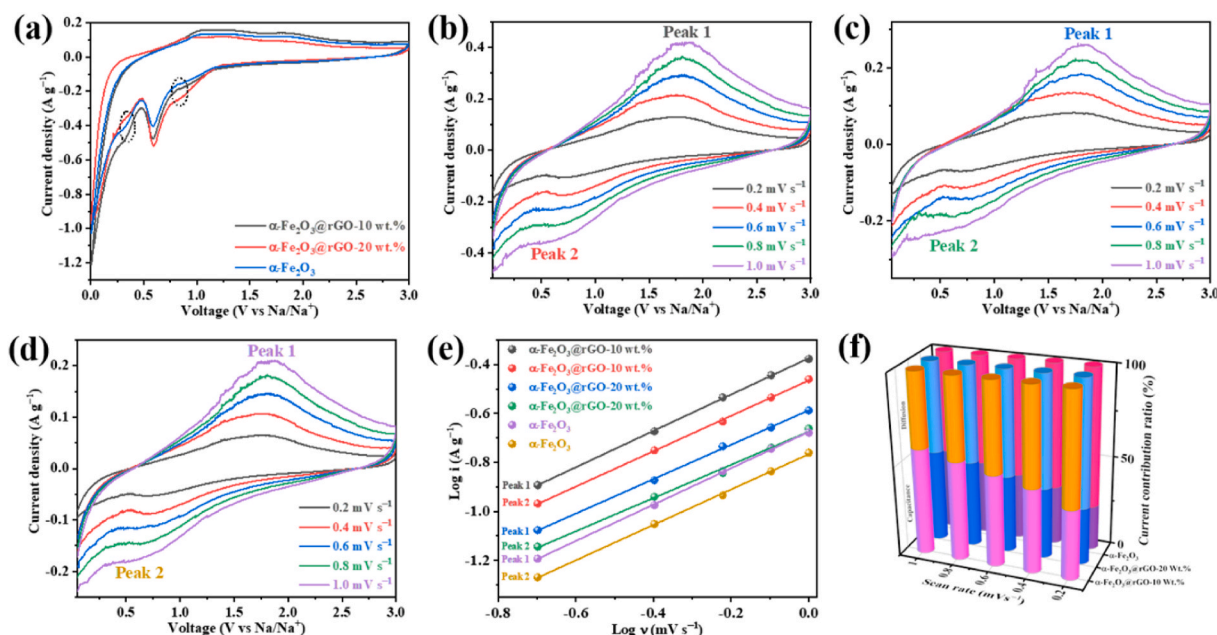 (a)
0.2
0.0
-0.2
-0.4
-0.6
-0.8
-1.0
-1.2
Current density (A g⁻¹)
α-Fe₂O₃@rGO-10 wt.%
α-Fe₂O₃@rGO-20 wt.%
α-Fe₂O₃
0.0 0.5 1.0 1.5 2.0 2.5 3.0
Voltage (V vs Na/Na⁺)
(b)
Peak 1
0.4
0.2
0.0
-0.2
-0.4
Current density (A g⁻¹)
0.2 mV s⁻¹
0.4 mV s⁻¹
0.6 mV s⁻¹
0.8 mV s⁻¹
1.0 mV s⁻¹
Peak 2
0.5 1.0 1.5 2.0 2.5 3.0
Voltage (V vs Na/Na⁺)
(c)
Peak 1
0.2
0.0
-0.2
Current density (A g⁻¹)
0.2 mV s⁻¹
0.4 mV s⁻¹
0.6 mV s⁻¹
0.8 mV s⁻¹
1.0 mV s⁻¹
Peak 2
0.5 1.0 1.5 2.0 2.5 3.0
Voltage (V vs Na/Na⁺)
(d)
Peak 1
0.2
0.1
0.0
-0.1
-0.2
Current density (A g⁻¹)
0.2 mV s⁻¹
0.4 mV s⁻¹
0.6 mV s⁻¹
0.8 mV s⁻¹
1.0 mV s⁻¹
Peak 2
0.5 1.0 1.5 2.0 2.5 3.0
Voltage (V vs Na/Na⁺)
(e)
-0.4
-0.6
-0.8
-1.0
-1.2
Log i (A g⁻¹)
α-Fe₂O₃@rGO-10 wt.%
α-Fe₂O₃@rGO-10 wt.%
α-Fe₂O₃@rGO-20 wt.%
α-Fe₂O₃@rGO-20 wt.%
α-Fe₂O₃
α-Fe₂O₃
Peak 1
Peak 2
Peak 1
Peak 2
Peak 1
Peak 2
-0.8 -0.6 -0.4 -0.2 0.0
Log ν (mV s⁻¹)
(f)
Diffusion
Capacitance
100
50
0
Current contribution ratio (%)
α-Fe₂O₃
α-Fe₂O₃@rGO-20 Wt.%
α-Fe₂O₃@rGO-10 Wt.%
1 0.8 0.6 0.4 0.2
Scan rate (mVs⁻¹)